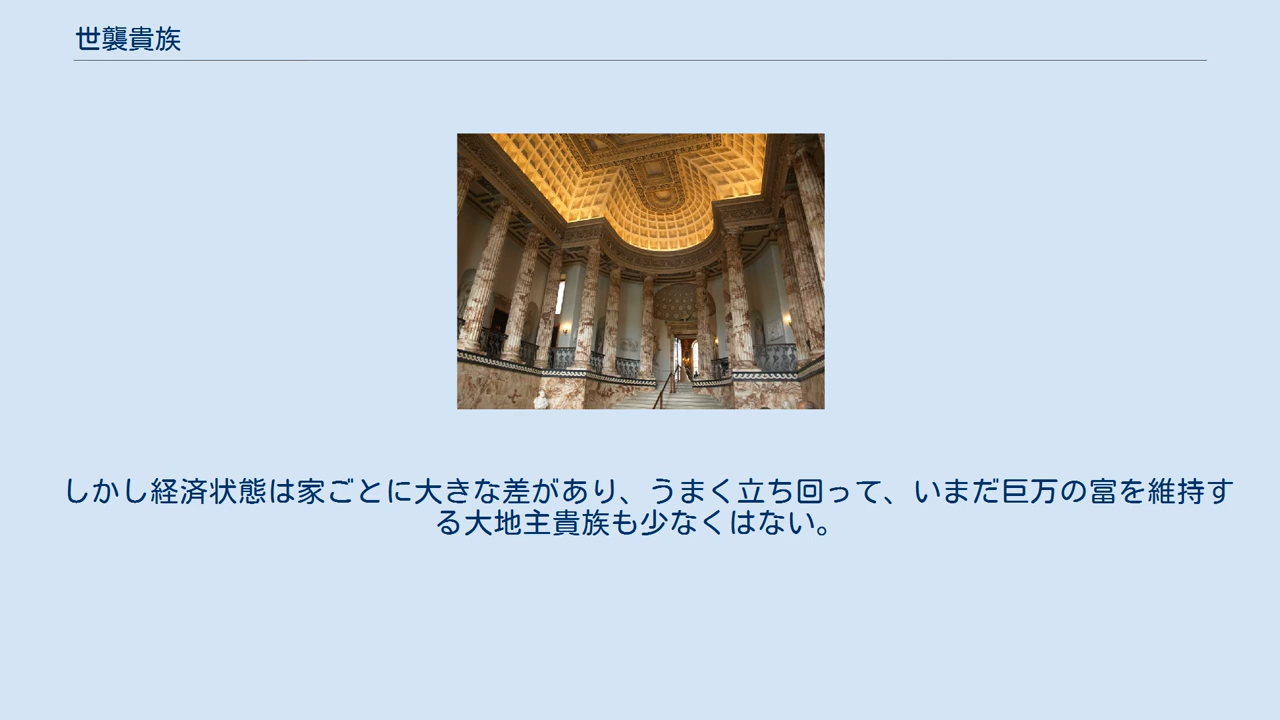 世襲貴族
しかし経済状態は家ごとに大きな差があり、うまく立ち回って、いまだ巨万の富を維持す
る大地主貴族も少なくはない。